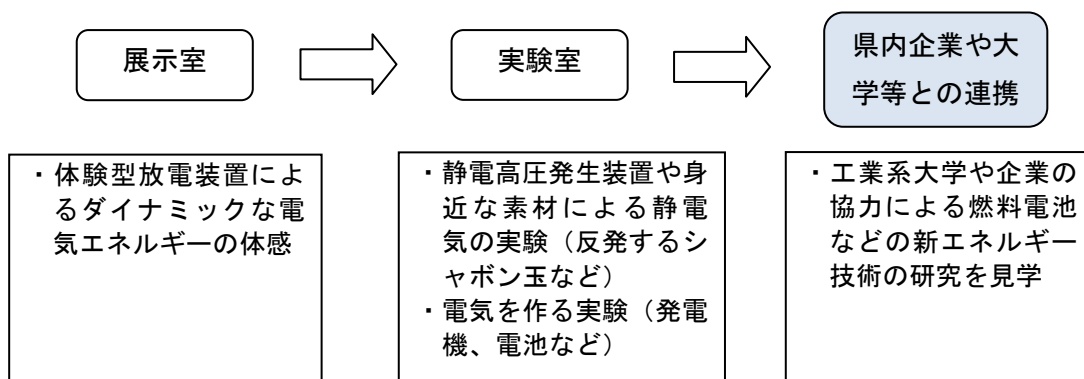 展示室
実験室
県内企業や大
学等との連携
・体験型放電装置によ
るダイナミックな電
気エネルギーの体感
・静電高圧発生装置や身
近な素材による静電
気の実験（反発するシ
ャボン玉など）
・電気を作る実験（発電
機、電池など）
・工業系大学や企業の
協力による燃料電池
などの新エネルギー
技術の研究を見学